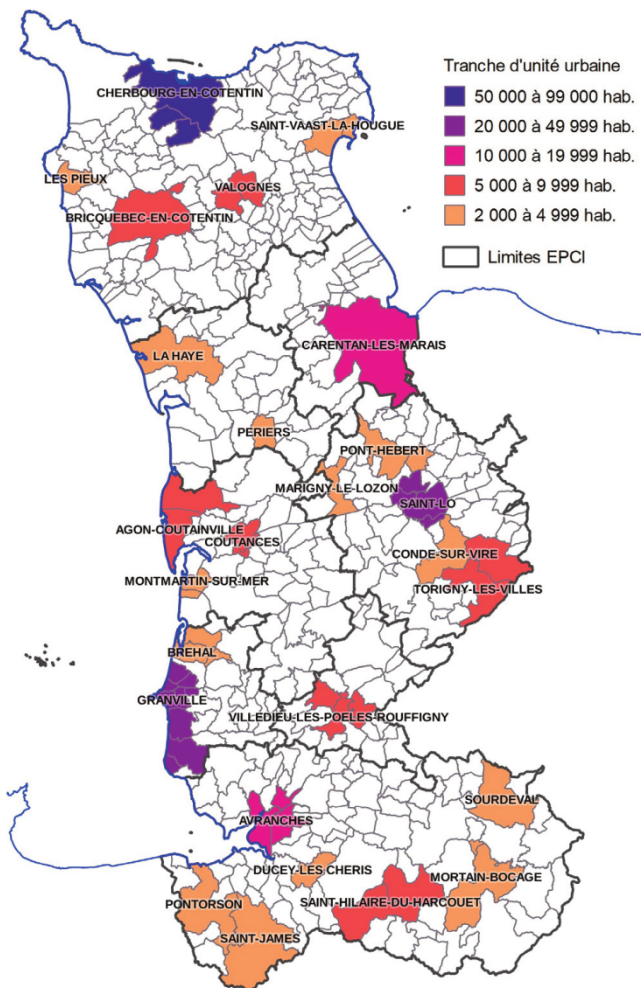 Tranche d'unité urbaine
50 000 à 99 000 hab.
20 000 à 49 999 hab.
10 000 à 19 999 hab.
5 000 à 9 999 hab.
2 000 à 4 999 hab.
Limites EPCI
CHERBOURG-EN-COTENTIN
SAINT-VAAST-LA-HOUGUE
LES PIEUX
VALOGNES
BRICQUEBEC-EN-COTENTIN
CARENTAN-LES-MARAIS
LA HAYE
PERIERS
PONT-HEBERT
MARIGNY-LE-LOZON
SAINT-LO
AGON-COUTAINVILLE
COUTANCES
CONDE-SUR-VIRE
MONTMARTIN-SUR-MER
TORIGNY-LES-VILLES
BREHAL
GRANVILLE
VILLEDIEU-LES-POELES-ROUFFIGNY
SOURDEVAL
AVRANCHES
DUCEY-LES CHERIS
MORTAIN-BOCAGE
PONTORSON
SAINT-HILAIRE-DU-HARCOUET
SAINT-JAMES